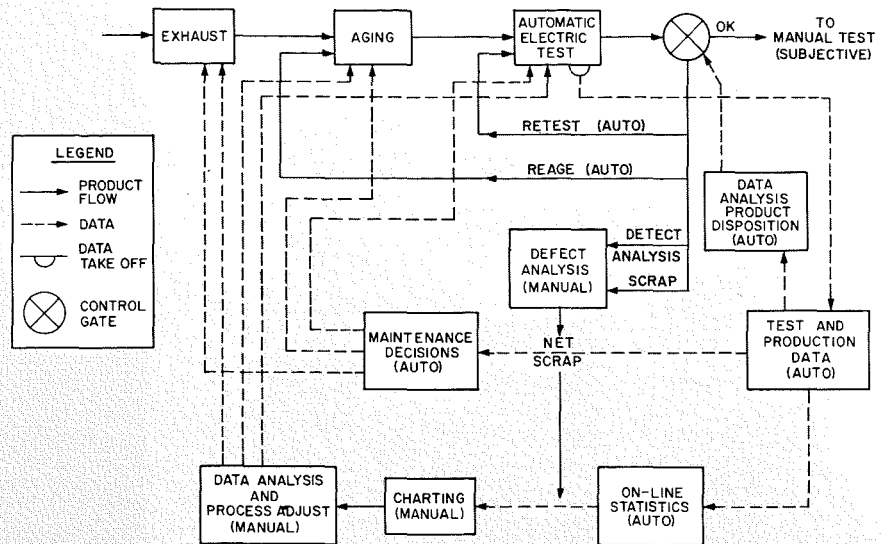 EXHAUST
AGING
AUTOMATIC
ELECTRIC
TEST
OK
TO
MANUAL TEST
(SUBJECTIVE)
LEGEND
PRODUCT
FLOW
DATA
DATA
TAKE OFF
CONTROL
GATE
RETEST (AUTO)
REAGE (AUTO)
DATA
ANALYSIS
PRODUCT
DISPOSITION
(AUTO)
DEFECT
ANALYSIS
(MANUAL)
DETECT
ANALYSIS
SCRAP
MAINTENANCE
DECISIONS
(AUTO)
NET
SCRAP
TEST AND
PRODUCTION
DATA
(AUTO)
DATA ANALYSIS
AND
PROCESS ADJUST
(MANUAL)
CHARTING
(MANUAL)
ON-LINE
STATISTICS
(AUTO)